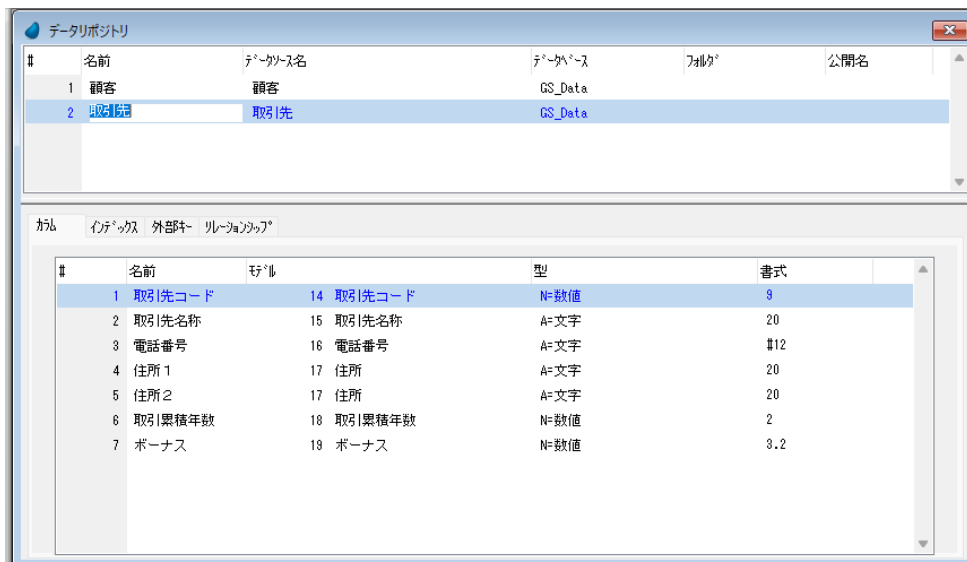 データリポジトリ
# 名前 ﾃﾞｰﾀｿｰｽ名 ﾃﾞｰﾀﾍﾞｰｽ ﾌｫﾙﾀﾞ 公開名
1 顧客 顧客 GS_Data
2 取引先 取引先 GS_Data
ｶﾗﾑ ｲﾝﾃﾞｯｸｽ 外部ｷｰ ﾘﾚｰｼｮﾝｼｯﾌﾟ
# 名前 ﾓﾃﾞﾙ 型 書式
1 取引先コード 14 取引先コード N=数値 9
2 取引先名称 15 取引先名称 A=文字 20
3 電話番号 16 電話番号 A=文字 #12
4 住所１ 17 住所 A=文字 20
5 住所２ 17 住所 A=文字 20
6 取引累積年数 18 取引累積年数 N=数値 2
7 ボーナス 19 ボーナス N=数値 3.2